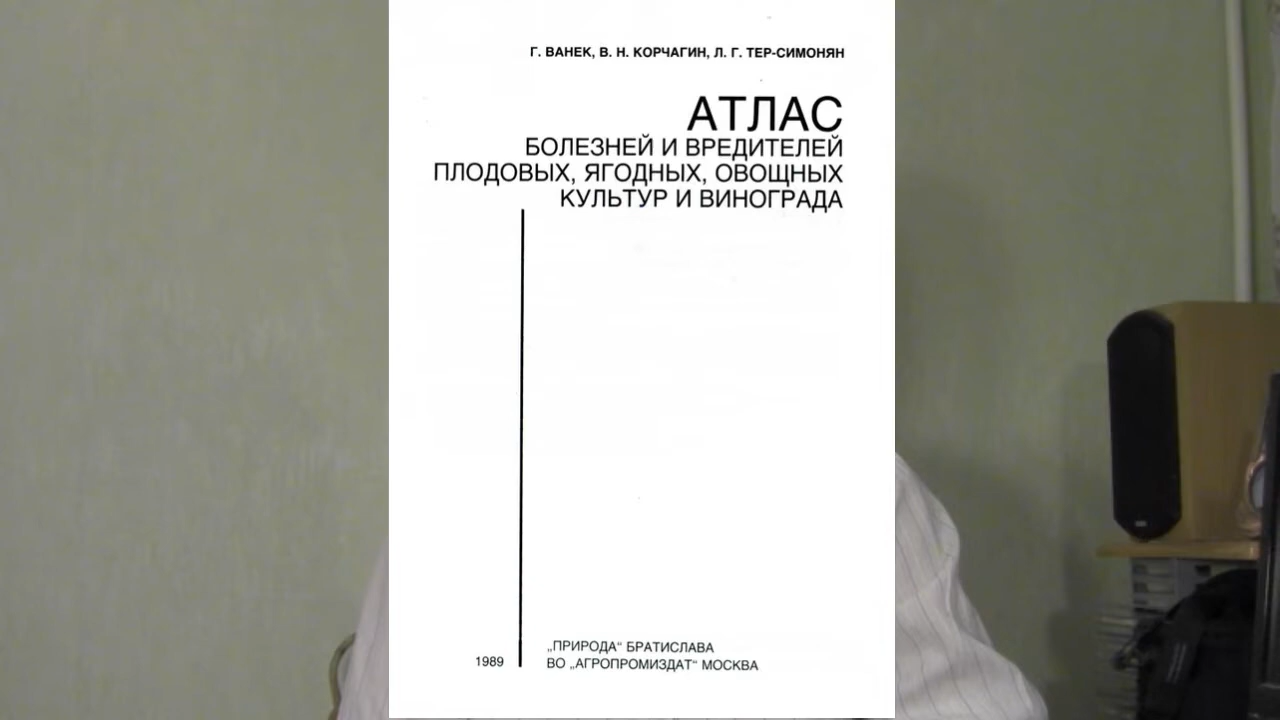 Г. ВАНЕК, В. Н. КОРЧАГИН, Л. Г. ТЕР-СИМОНЯН
АТЛАС
БОЛЕЗНЕЙ И ВРЕДИТЕЛЕЙ
ПЛОДОВЫХ, ЯГОДНЫХ, ОВОЩНЫХ
КУЛЬТУР И ВИНОГРАДА
1989
„ПРИРОДА“ БРАТИСЛАВА
ВО „АГРОПРОМИЗДАТ“ МОСКВА